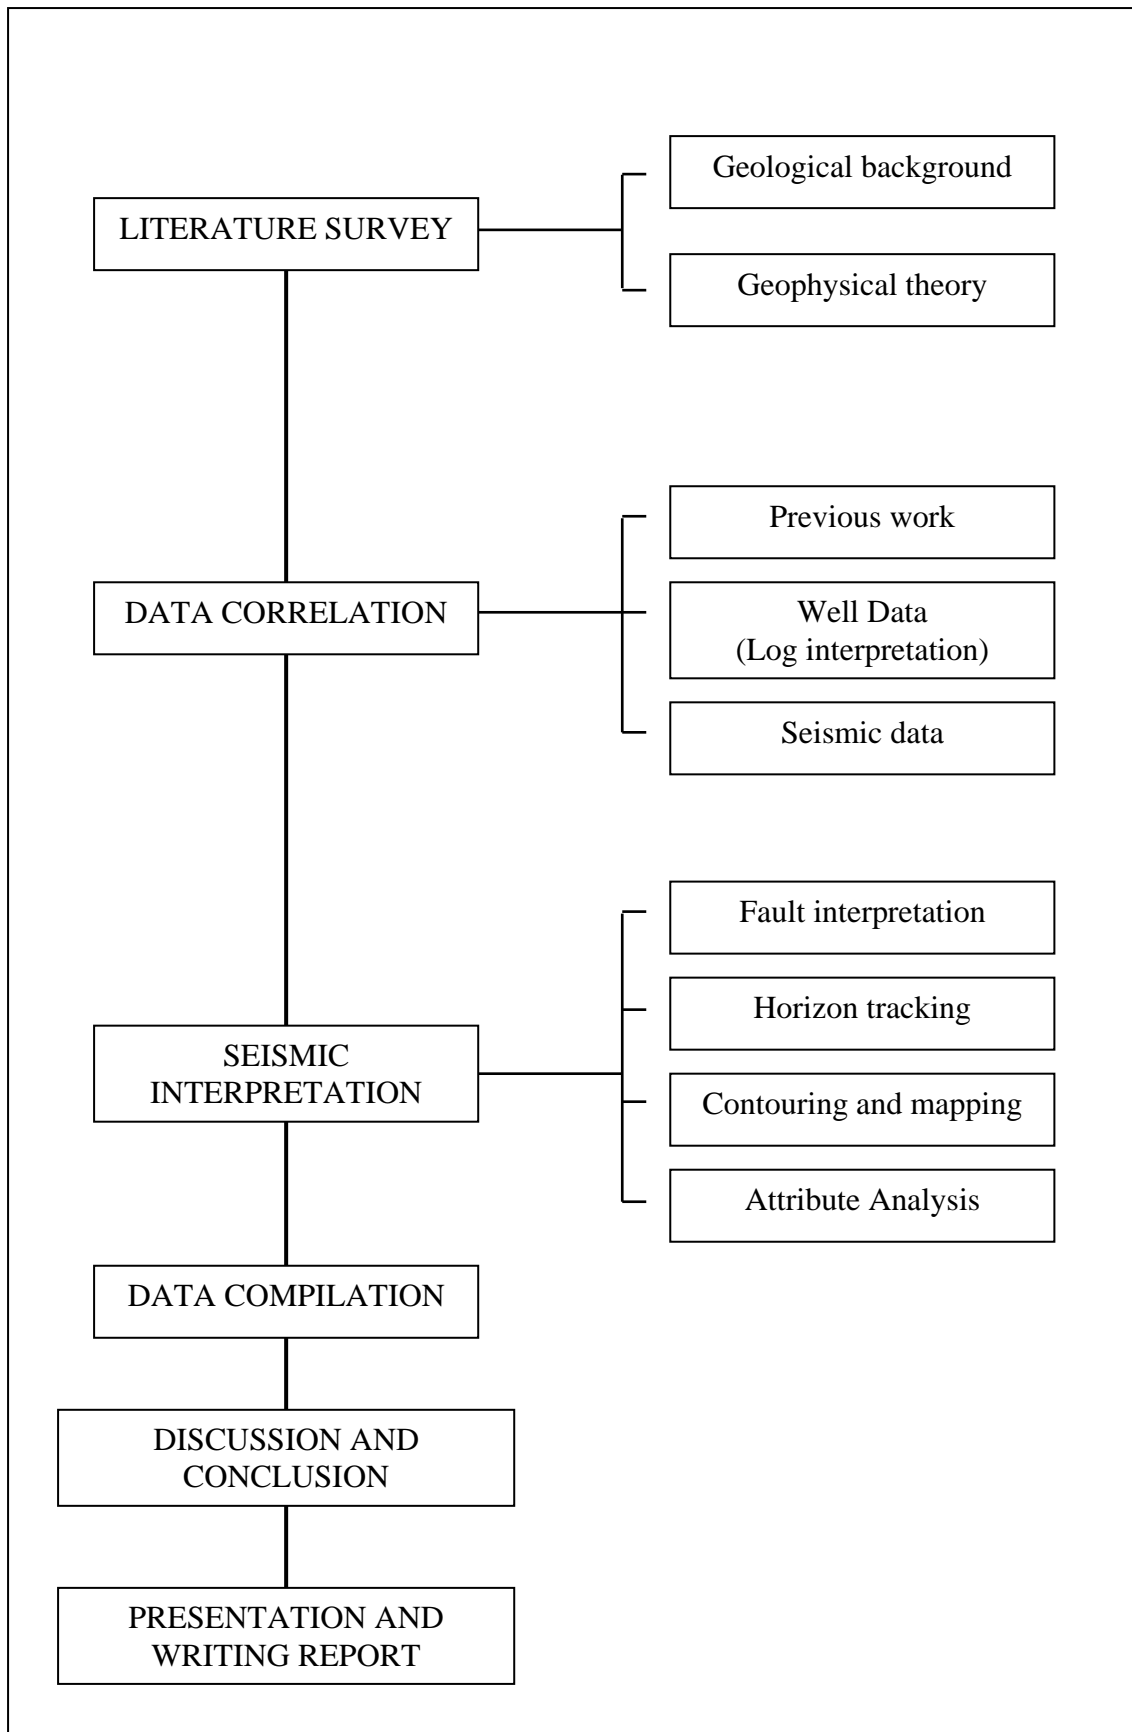 LITERATURE SURVEY
Geological background
Geophysical theory
DATA CORRELATION
Previous work
Well Data
(Log interpretation)
Seismic data
SEISMIC
INTERPRETATION
Fault interpretation
Horizon tracking
Contouring and mapping
Attribute Analysis
DATA COMPILATION
DISCUSSION AND
CONCLUSION
PRESENTATION AND
WRITING REPORT